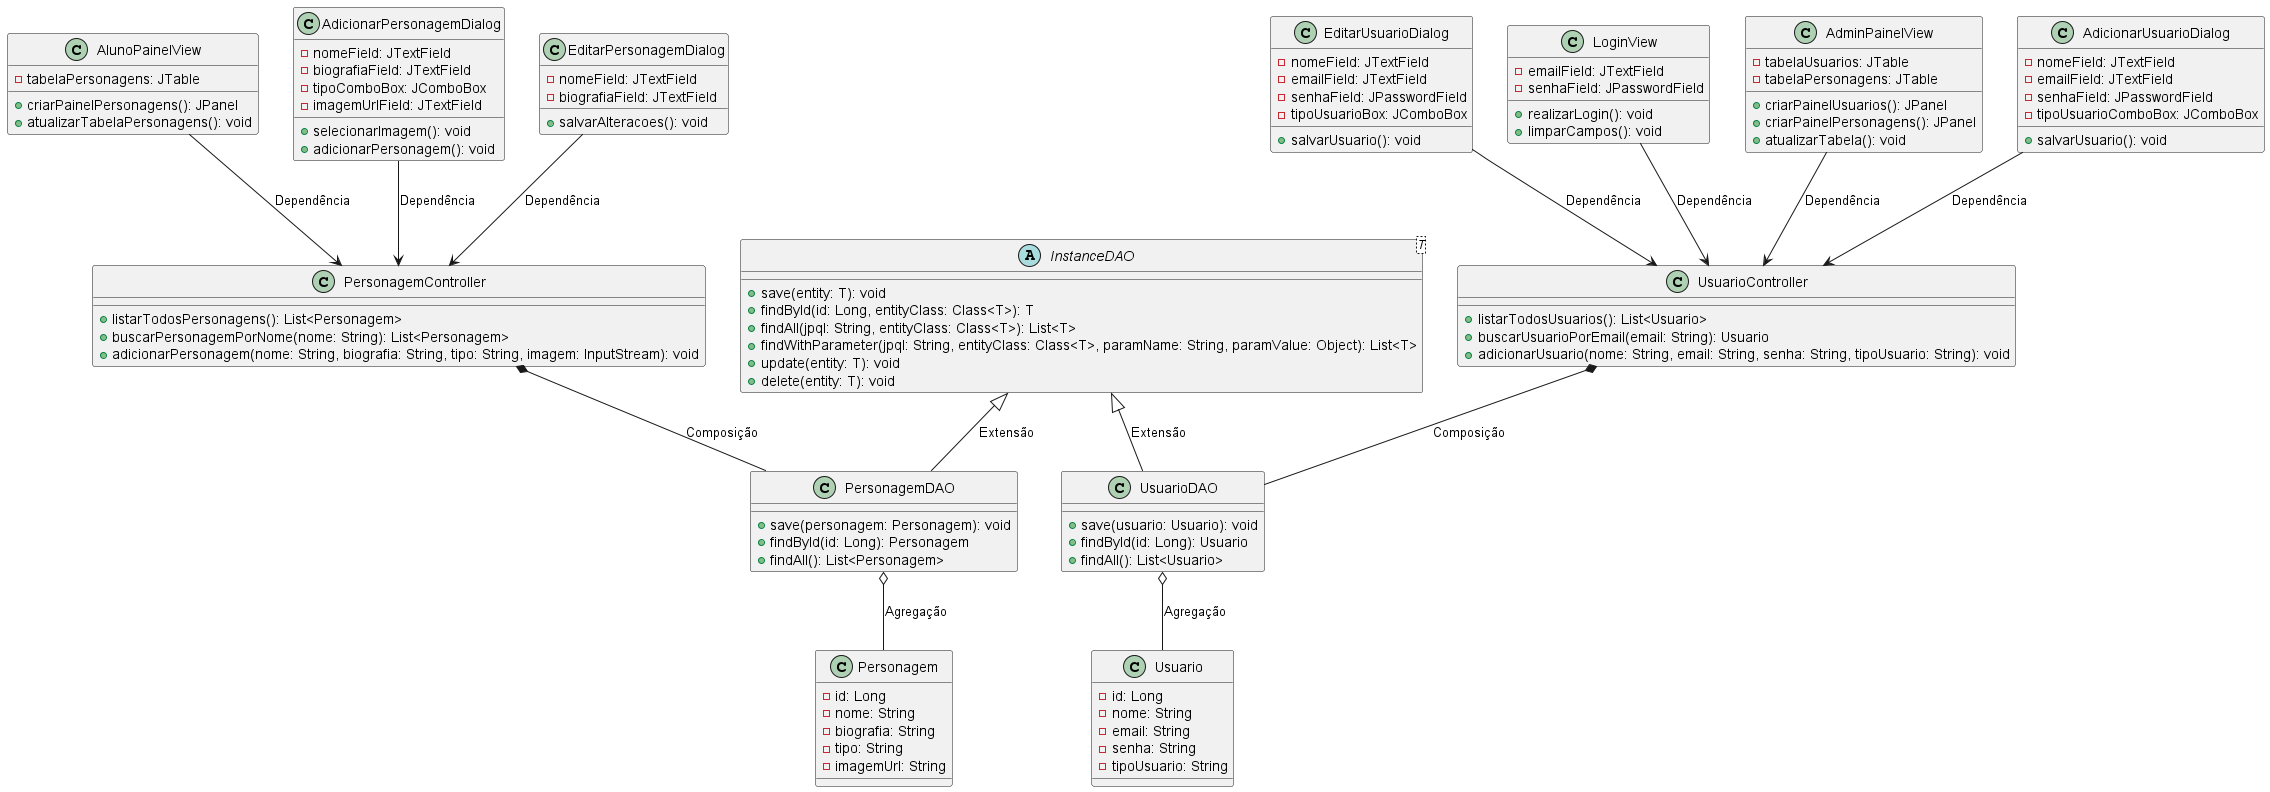 C AlunoPainelView
tabelaPersonagens: JTable
criarPainelPersonagens(): JPanel
atualizarTabelaPersonagens(): void
C AdicionarPersonagemDialog
nomeField: JTextField
biografiaField: JTextField
tipoComboBox: JComboBox
imagemUrlField: JTextField
selecionarImagem(): void
adicionarPersonagem(): void
C EditarPersonagemDialog
nomeField: JTextField
biografiaField: JTextField
salvarAlteracoes(): void
C EditarUsuarioDialog
nomeField: JTextField
emailField: JTextField
senhaField: JPasswordField
tipoUsuarioBox: JComboBox
salvarUsuario(): void
C LoginView
emailField: JTextField
senhaField: JPasswordField
realizarLogin(): void
limparCampos(): void
C AdminPainelView
tabelaUsuarios: JTable
tabelaPersonagens: JTable
criarPainelUsuarios(): JPanel
criarPainelPersonagens(): JPanel
atualizarTabela(): void
C AdicionarUsuarioDialog
nomeField: JTextField
emailField: JTextField
senhaField: JPasswordField
tipoUsuarioComboBox: JComboBox
salvarUsuario(): void
Dependência
Dependência
Dependência
Dependência
Dependência
Dependência
Dependência
C PersonagemController
listarTodosPersonagens(): List<Personagem>
buscarPersonagemPorNome(nome: String): List<Personagem>
adicionarPersonagem(nome: String, biografia: String, tipo: String, imagem: InputStream): void
A InstanceDAO
T
save(entity: T): void
findById(id: Long, entityClass: Class<T>): T
findAll(jpql: String, entityClass: Class<T>): List<T>
findWithParameter(jpql: String, entityClass: Class<T>, paramName: String, paramValue: Object): List<T>
update(entity: T): void
delete(entity: T): void
C UsuarioController
listarTodosUsuarios(): List<Usuario>
buscarUsuarioPorEmail(email: String): Usuario
adicionarUsuario(nome: String, email: String, senha: String, tipoUsuario: String): void
Composição
Extensão
Extensão
Composição
C PersonagemDAO
save(personagem: Personagem): void
findById(id: Long): Personagem
findAll(): List<Personagem>
C UsuarioDAO
save(usuario: Usuario): void
findById(id: Long): Usuario
findAll(): List<Usuario>
Agregação
Agregação
C Personagem
id: Long
nome: String
biografia: String
tipo: String
imagemUrl: String
C Usuario
id: Long
nome: String
email: String
senha: String
tipoUsuario: String